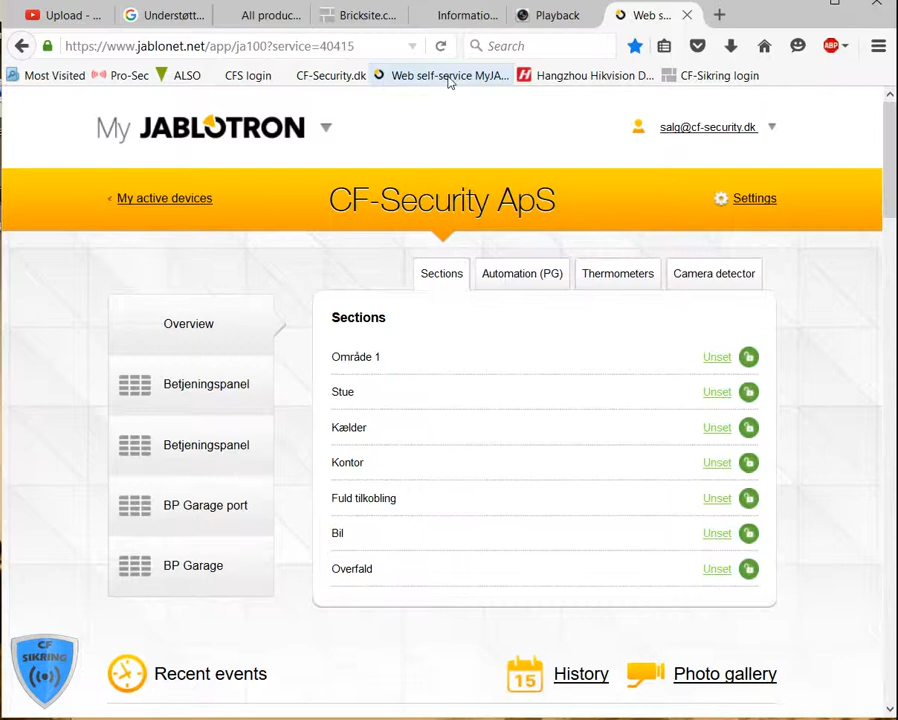 Upload - ...
Understøtt...
All produc...
Bricksite.c...
Informatio...
Playback
Web s...
https://www.jablonet.net/app/ja100?service=40415
Search
ABP
Most Visited
Pro-Sec
ALSO
CFS login
CF-Security.dk
Web self-service MyJA...
Hangzhou Hikvision D...
CF-Sikring login
My JABLOTRON
salg@cf-security.dk
< My active devices
CF-Security ApS
Settings
Sections
Automation (PG)
Thermometers
Camera detector
Overview
Betjeningspanel
Betjeningspanel
BP Garage port
BP Garage
Sections
Område 1 Unset
Stue Unset
Kælder Unset
Kontor Unset
Fuld tilkobling Unset
Bil Unset
Overfald Unset
CF
SIKRING
Recent events
15
History
Photo gallery